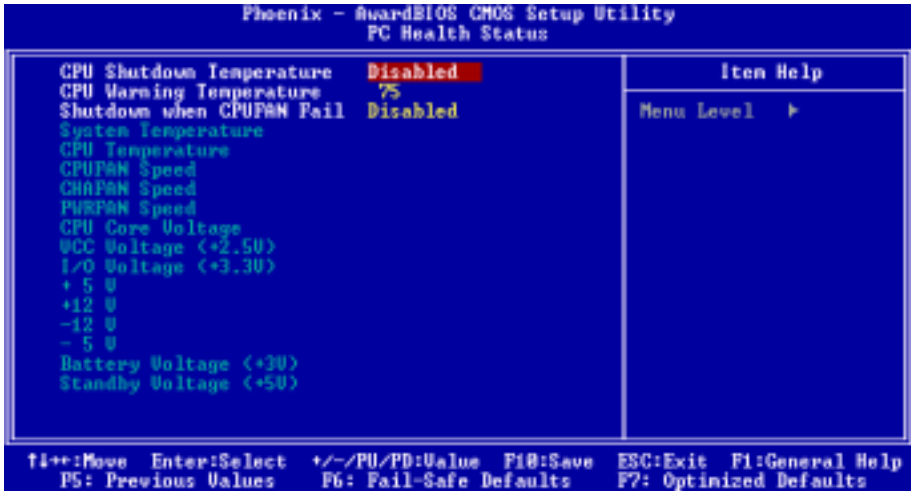 Phoenix - AwardBIOS CMOS Setup Utility
PC Health Status
CPU Shutdown Temperature Disabled
CPU Warning Temperature 75
Shutdown when CPUFAN Fail Disabled
System Temperature
CPU Temperature
CPUFAN Speed
CHAFAN Speed
PWRFAN Speed
CPU Core Voltage
VCC Voltage (+2.5V)
I/O Voltage (+3.3V)
+ 5 V
+12 V
-12 V
- 5 V
Battery Voltage (+3V)
Standby Voltage (+5V)
Item Help
Menu Level ►
↑↓→←:Move Enter:Select +/-/PU/PD:Value F10:Save ESC:Exit F1:General Help
F5: Previous Values F6: Fail-Safe Defaults F7: Optimized Defaults